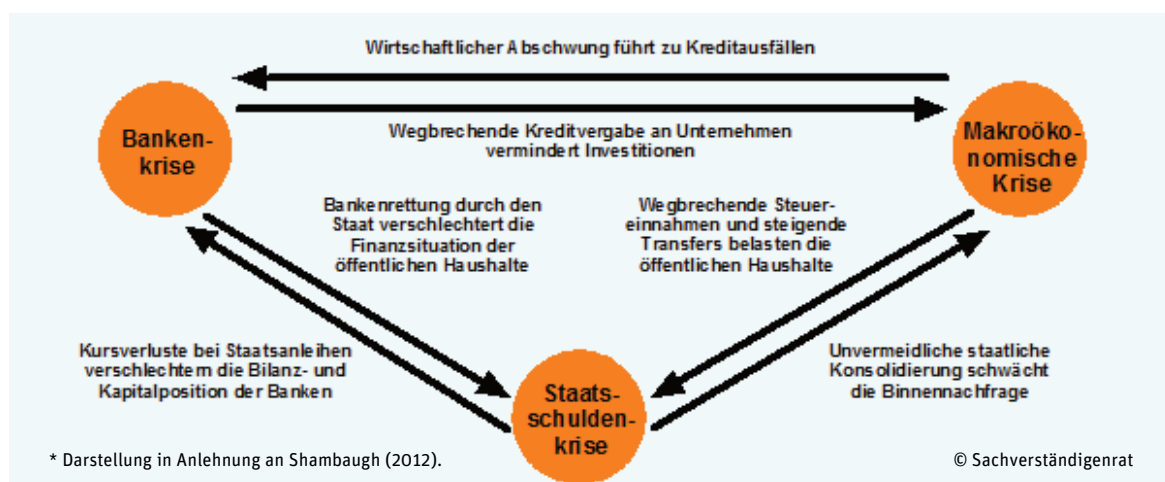 Wirtschaftlicher Abschwung führt zu Kreditausfällen
Banken-
krise
Wegbrechende Kreditvergabe an Unternehmen
vermindert Investitionen
Makroöko-
nomische
Krise
Bankenrettung durch den
Staat verschlechtert die
Finanzsituation der
öffentlichen Haushalte
Wegbrechende Steuer-
einnahmen und steigende
Transfers belasten die
öffentlichen Haushalte
Kursverluste bei Staatsanleihen
verschlechtern die Bilanz- und
Kapitalposition der Banken
Staats-
schulden-
krise
Unvermeidliche staatliche
Konsolidierung schwächt
die Binnennachfrage
* Darstellung in Anlehnung an Shambaugh (2012).
© Sachverständigenrat